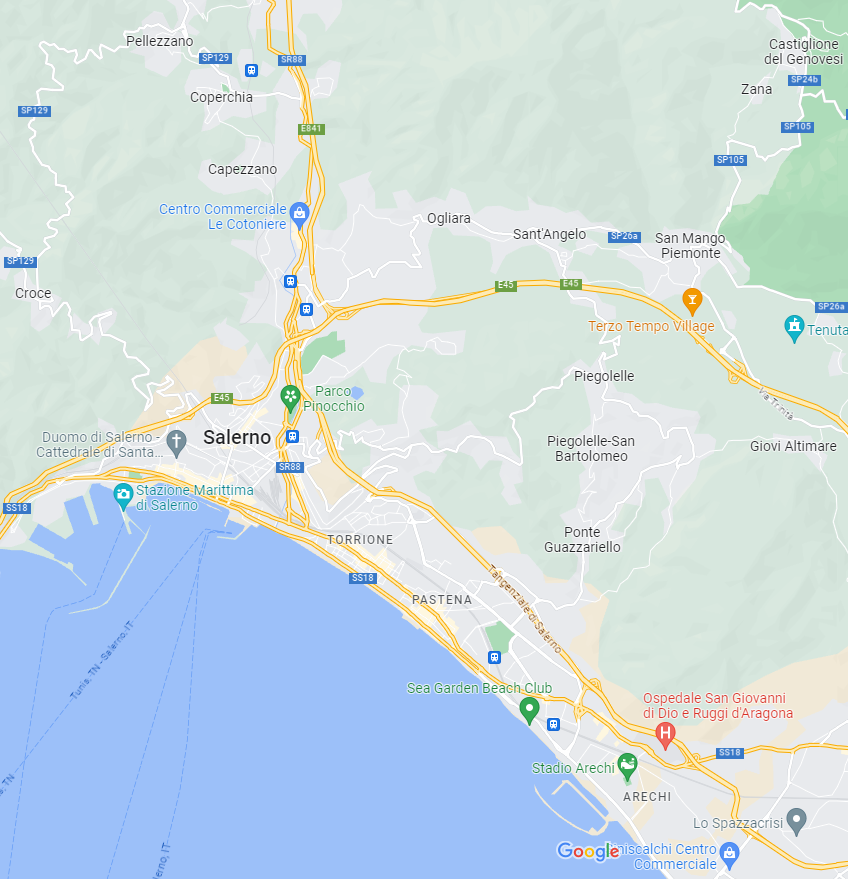 Castiglione
del Genovesi
Pellezzano
SP129
SR88
SP24b
Zana
Coperchia
SP129
E841
SP105
SP105
Capezzano
Centro Commerciale
Le Cotoniere
Ogliara
Sant'Angelo
SP26a
San Mango
Piemonte
SP129
E45
E45
Croce
SP26a
Terzo Tempo Village
Tenuta
Piegolelle
Parco
Pinocchio
E45
Via Trinità
Salerno
Duomo di Salerno -
Cattedrale di Santa...
Piegolelle-San
Bartolomeo
Giovi Altimare
SR88
Stazione Marittima
di Salerno
SS18
TORRIONE
Ponte
Guazzariello
SS18
Tangenziale di Salerno
PASTENA
Tunis, TN - Salerno, IT
Sea Garden Beach Club
Ospedale San Giovanni
di Dio e Ruggi d'Aragona
SS18
Stadio Arechi
TN
ARECHI
Lo Spazzacrisi
Google
niscalchi Centro
Commerciale
lerno, IT